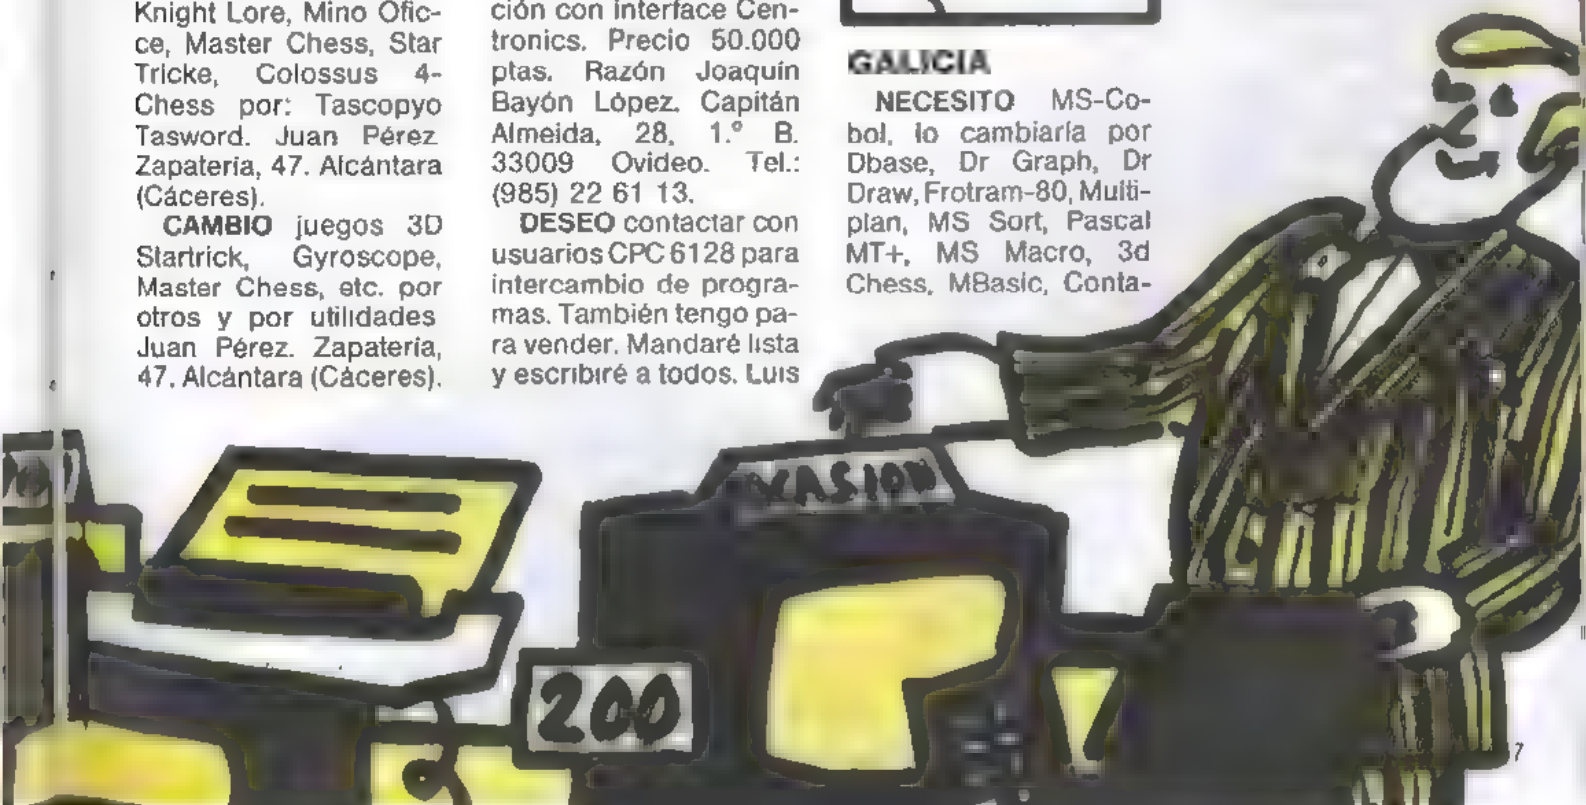 Knight Lore, Mino Ofic-
ce, Master Chess, Star
Tricke, Colossus 4-
Chess por: Tascopyo
Tasword. Juan Pérez
Zapatería, 47. Alcántara
(Cáceres).
CAMBIO juegos 3D
Startrick, Gyroscope,
Master Chess, etc. por
otros y por utilidades
Juan Pérez. Zapatería,
47. Alcántara (Cáceres).
ción con interface Cen-
tronics. Precio 50.000
ptas. Razón Joaquín
Bayón López. Capitán
Almeida, 28, 1.º B.
33009 Ovideo. Tel.:
(985) 22 61 13.
DESEO contactar con
usuarios CPC 6128 para
intercambio de progra-
mas. También tengo pa-
ra vender. Mandaré lista
y escribiré a todos. Luis
GALICIA
NECESITO MS-Co-
bol, lo cambiaría por
Dbase, Dr Graph, Dr
Draw, Frotram-80, Multi-
plan, MS Sort, Pascal
MT+, MS Macro, 3d
Chess, MBasic, Conta-
200
7